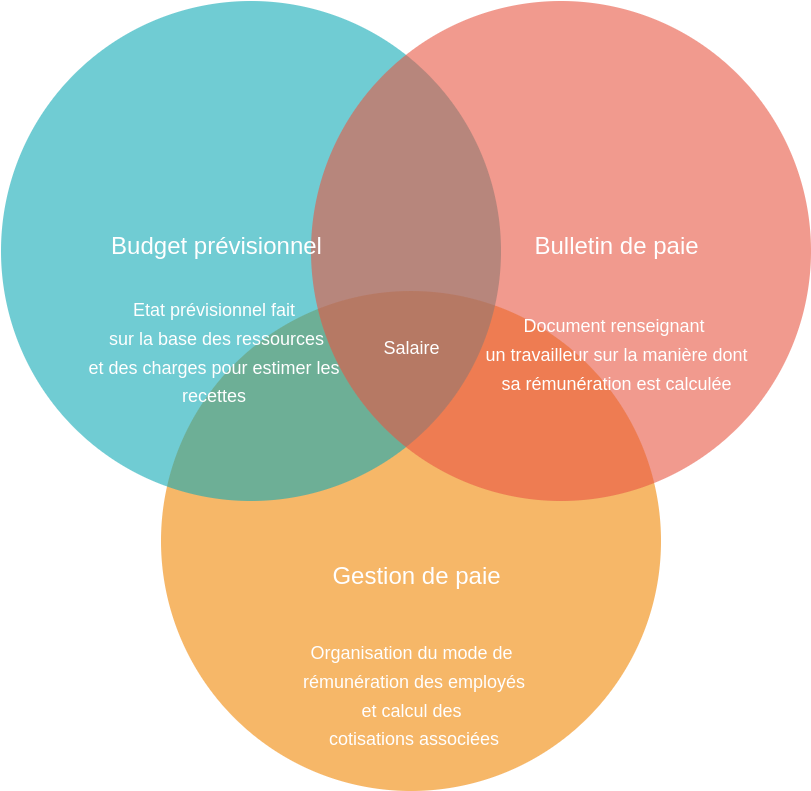 Budget prévisionnel
Etat prévisionnel fait
sur la base des ressources
et des charges pour estimer les
recettes
Bulletin de paie
Document renseignant
un travailleur sur la manière dont
sa rémunération est calculée
Salaire
Gestion de paie
Organisation du mode de
rémunération des employés
et calcul des
cotisations associées